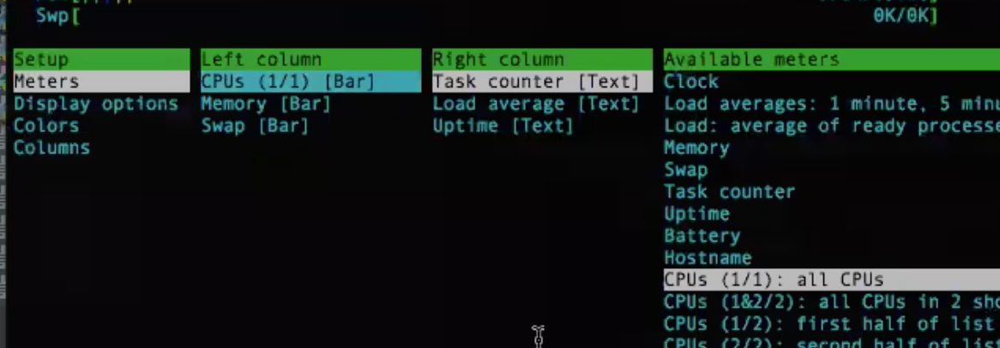 Swp[ 0K/0K]
Setup
Meters
Display options
Colors
Columns
Left column
CPUs (1/1) [Bar]
Memory [Bar]
Swap [Bar]
Right column
Task counter [Text]
Load average [Text]
Uptime [Text]
Available meters
Clock
Load averages: 1 minute, 5 minu
Load: average of ready processe
Memory
Swap
Task counter
Uptime
Battery
Hostname
CPUs (1/1): all CPUs
CPUs (1&2/2): all CPUs in 2 sho
CPUs (1/2): first half of list
CPUs (2/2): second half of list